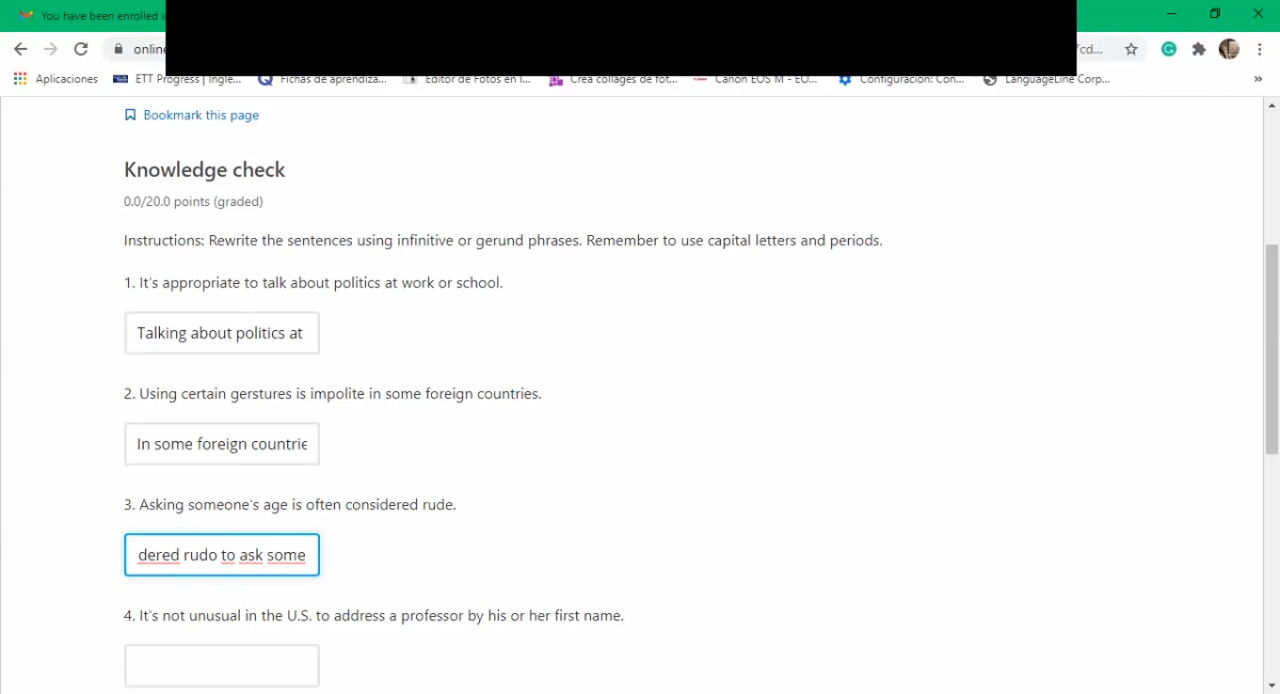 You have been enrolled i
online
/cd...
Aplicaciones ETT Progress | Ingle... Fichas de aprendiza... Editor de Fotos en l... Crea collages de fot... Canon EOS M - EO... Configuración: Con... LanguageLine Corp... »
Bookmark this page
Knowledge check
0.0/20.0 points (graded)
Instructions: Rewrite the sentences using infinitive or gerund phrases. Remember to use capital letters and periods.
1. It's appropriate to talk about politics at work or school.
Talking about politics at
2. Using certain gerstures is impolite in some foreign countries.
In some foreign countrie
3. Asking someone's age is often considered rude.
dered rudo to ask some
4. It's not unusual in the U.S. to address a professor by his or her first name.